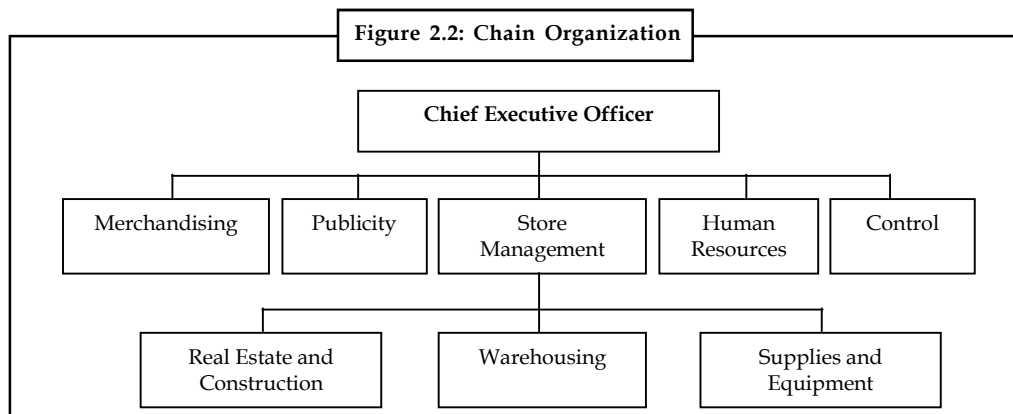 Figure 2.2: Chain Organization
Chief Executive Officer
Merchandising
Publicity
Store
Management
Human
Resources
Control
Real Estate and
Construction
Warehousing
Supplies and
Equipment